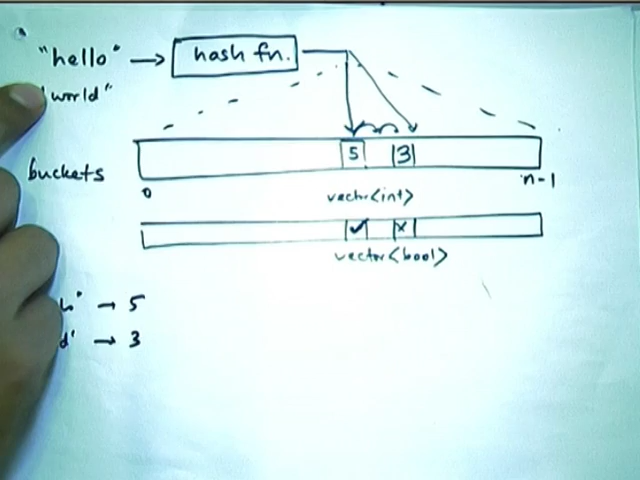 "hello" → hash fn.
world"
5 3
buckets
0 n-1
vector<int>
✓ x
vector<bool>
→ 5
d' → 3